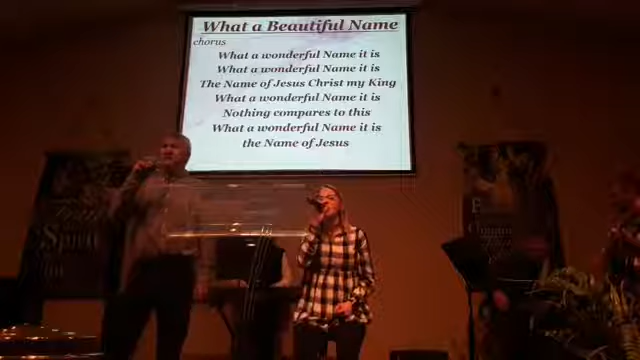 What a Beautiful Name
chorus
What a wonderful Name it is
What a wonderful Name it is
The Name of Jesus Christ my King
What a wonderful Name it is
Nothing compares to this
What a wonderful Name it is
the Name of Jesus
Spirit